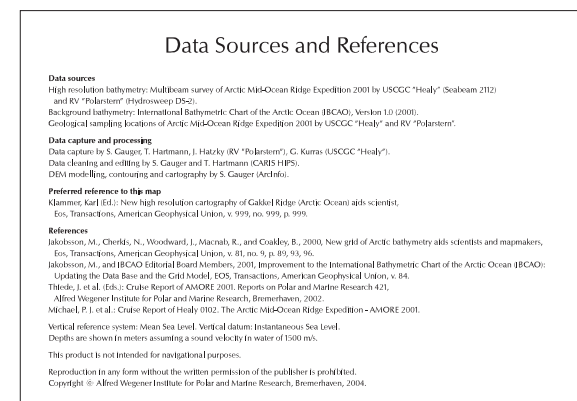 Data Sources and References
Data sources
High resolution bathymetry: Multibeam survey of Arctic Mid-Ocean Ridge Expedition 2001 by USCGC "Healy" (Seabeam 2112)
and RV "Polarstern" (Hydrosweep DS-2).
Background bathymetry: International Bathymetric Chart of the Arctic Ocean (IBCAO), Version 1.0 (2001).
Geological sampling locations of Arctic Mid-Ocean Ridge Expedition 2001 by USCGC "Healy" and RV "Polarstern".
Data capture and processing
Data capture by S. Gauger, T. Hartmann, J. Hatzky (RV "Polarstern"), G. Kurras (USCGC "Healy").
Data cleaning and editing by S. Gauger and T. Hartmann (CARIS HIPS).
DEM modelling, contouring and cartography by S. Gauger (ArcInfo).
Preferred reference to this map
Klammer, Karl (Ed.): New high resolution cartography of Gakkel Ridge (Arctic Ocean) aids scientist,
Eos, Transactions, American Geophysical Union, v. 999, no. 999, p. 999.
References
Jakobsson, M., Cherkis, N., Woodward, J., Macnab, R., and Coakley, B., 2000, New grid of Arctic bathymetry aids scientists and mapmakers,
Eos, Transactions, American Geophysical Union, v. 81, no. 9, p. 89, 93, 96.
Jakobsson, M., and IBCAO Editorial Board Members, 2001, Improvement to the International Bathymetric Chart of the Arctic Ocean (IBCAO):
Updating the Data Base and the Grid Model, EOS, Transactions, American Geophysical Union, v. 84.
Thiede, J. et al. (Eds.): Cruise Report of AMORE 2001. Reports on Polar and Marine Research 421,
Alfred Wegener Institute for Polar and Marine Research, Bremerhaven, 2002.
Michael, P. J. et al.: Cruise Report of Healy 0102. The Arctic Mid-Ocean Ridge Expedition - AMORE 2001.
Vertical reference system: Mean Sea Level. Vertical datum: Instantaneous Sea Level.
Depths are shown in meters assuming a sound velocity in water of 1500 m/s.
This product is not intended for navigational purposes.
Reproduction in any form without the written permission of the publisher is prohibited.
Copyright © Alfred Wegener Institute for Polar and Marine Research, Bremerhaven, 2004.